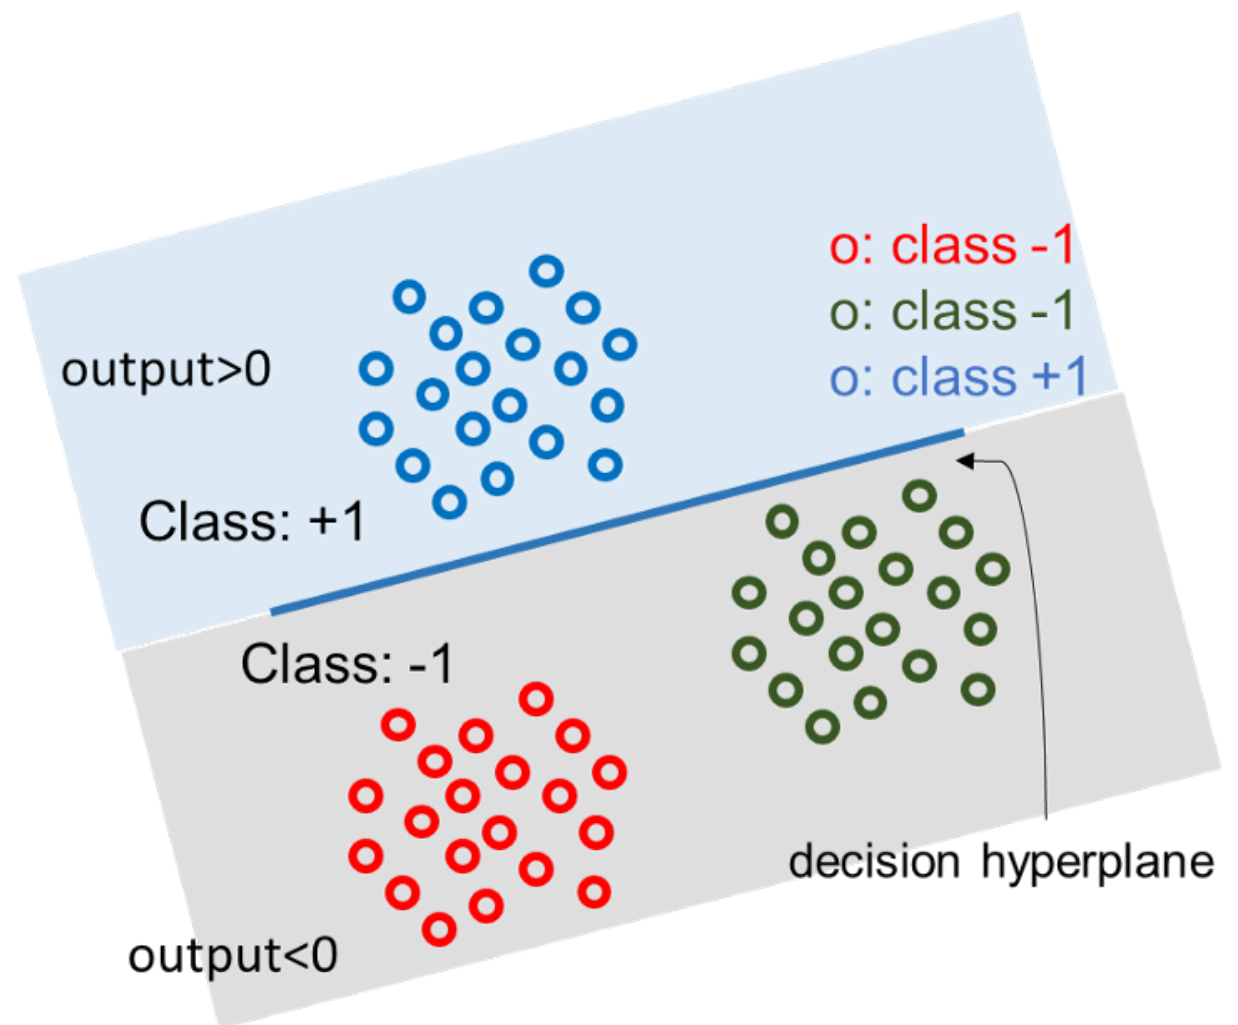 o: class -1
o: class -1
output>0
o: class +1
Class: +1
Class: -1
decision hyperplane
output<0